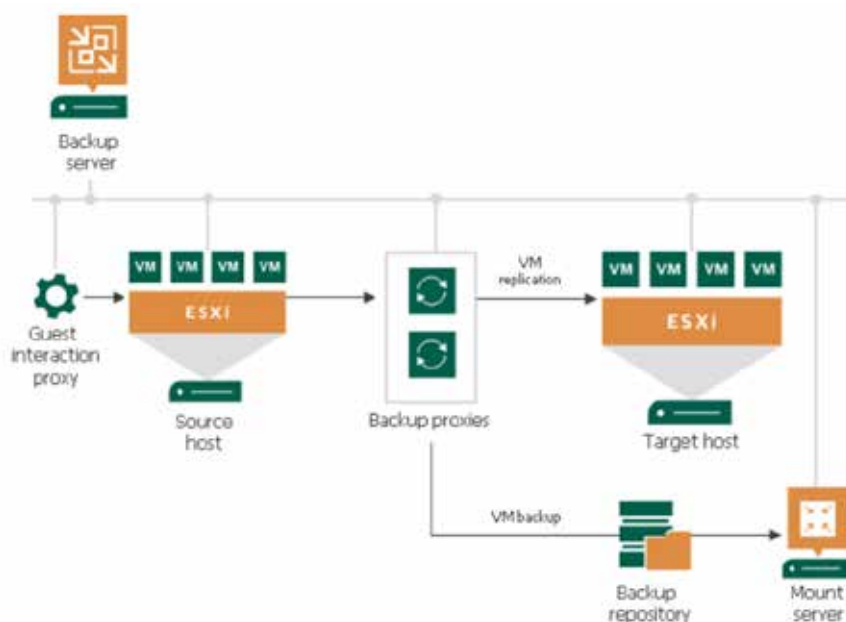 Backup
server
VM VM VM VM
ESXi
Guest
interaction
proxy
Source
host
Backup proxies
VM
replication
VM VM VM VM
ESXi
Target host
VM backup
Backup
repository
Mount
server